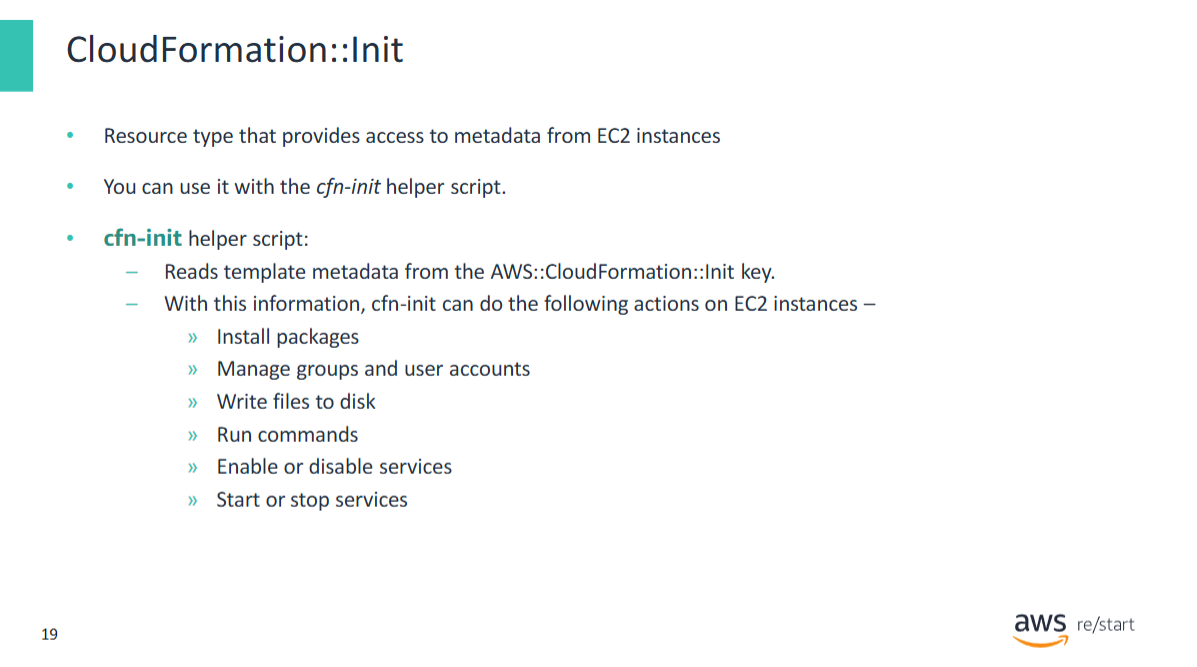 CloudFormation::Init
• Resource type that provides access to metadata from EC2 instances
• You can use it with the cfn-init helper script.
• cfn-init helper script:
– Reads template metadata from the AWS::CloudFormation::Init key.
– With this information, cfn-init can do the following actions on EC2 instances –
» Install packages
» Manage groups and user accounts
» Write files to disk
» Run commands
» Enable or disable services
» Start or stop services
19
aws re/start